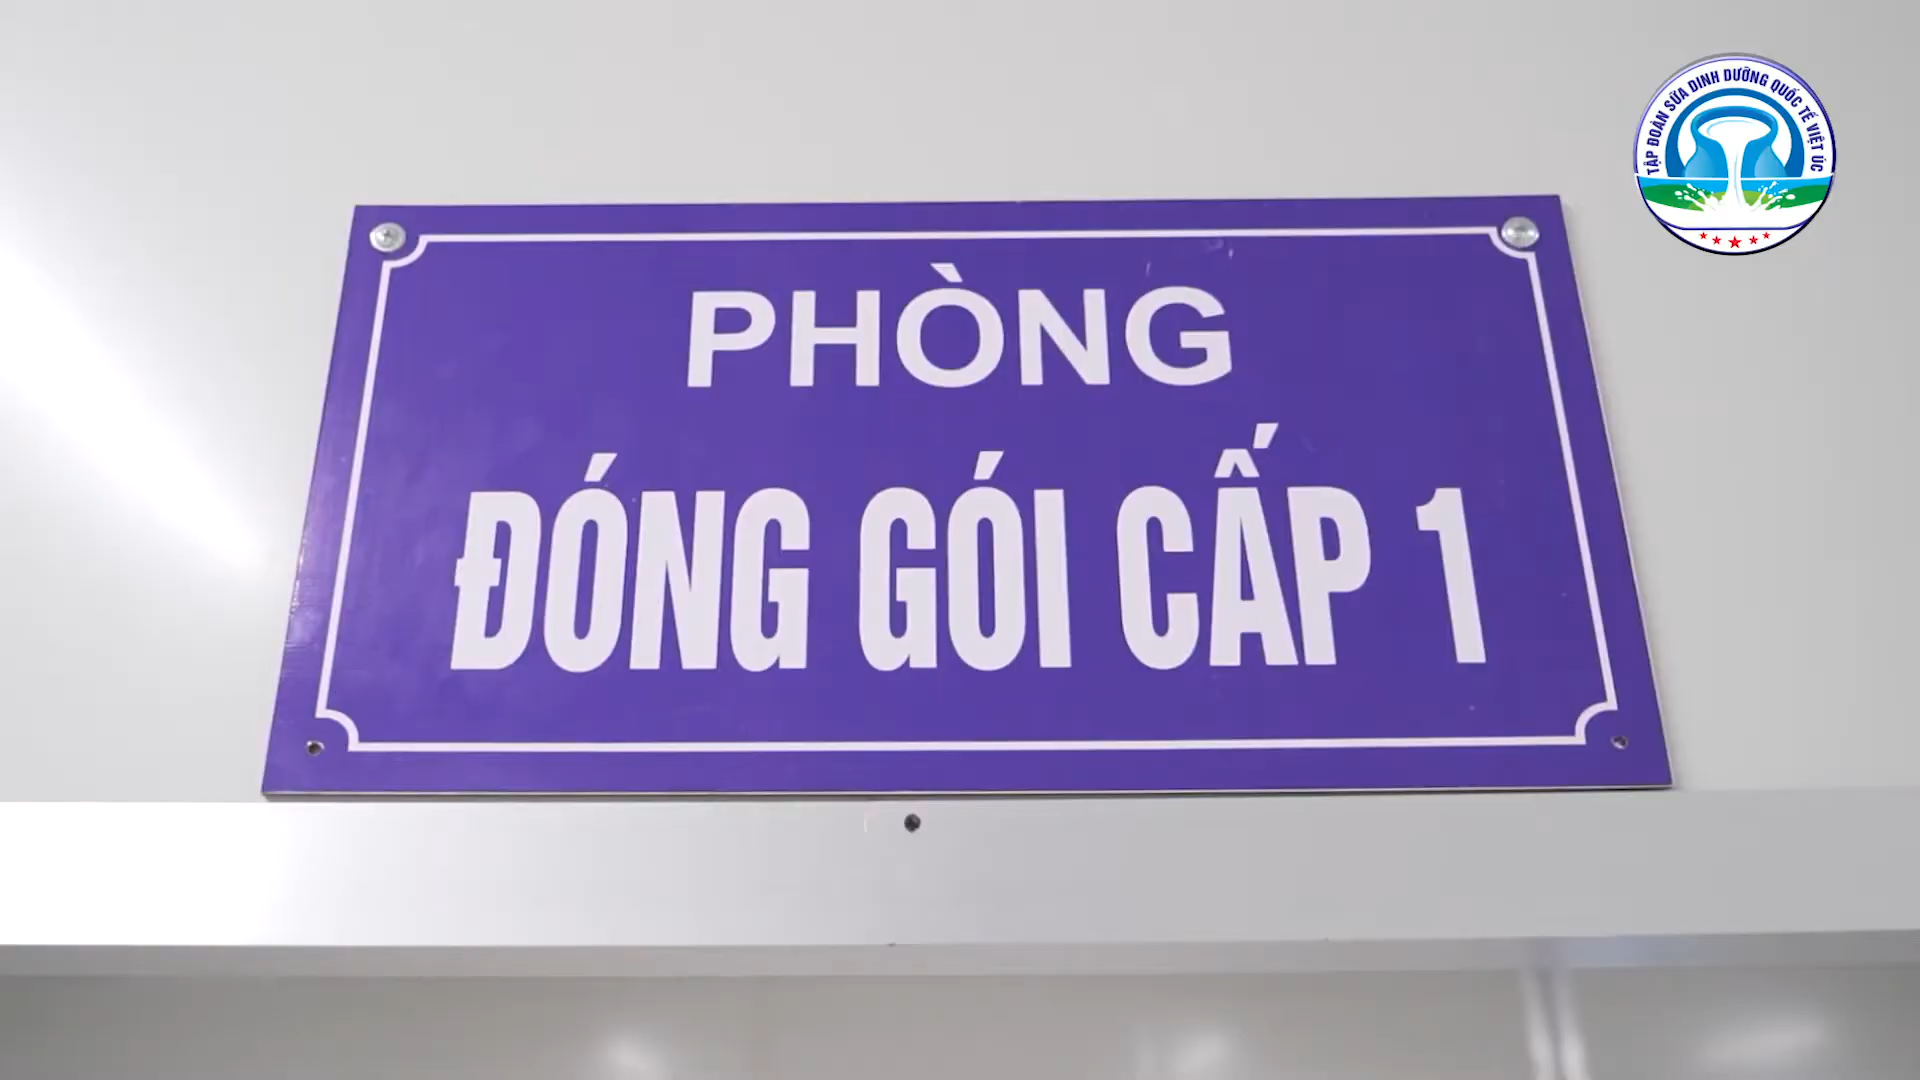 TẬP ĐOÀN SỮA DINH DƯỠNG QUỐC TẾ VIỆT ÚC
PHÒNG
ĐÓNG GÓI CẤP 1